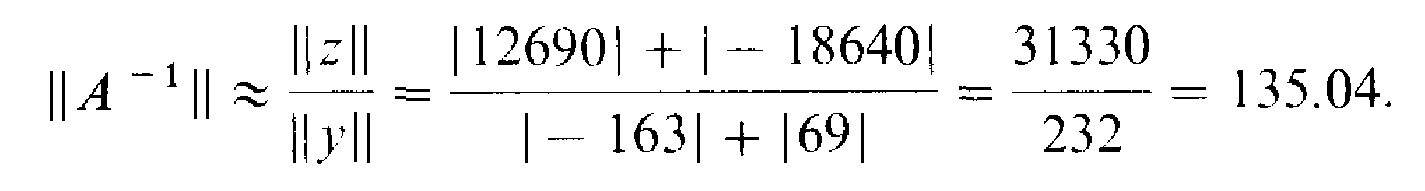 ‖A⁻¹‖ ≈ ‖z‖/‖y‖ = (|12690| + |− 18640|)/(|− 163| + |69|) = 31330/232 = 135.04.